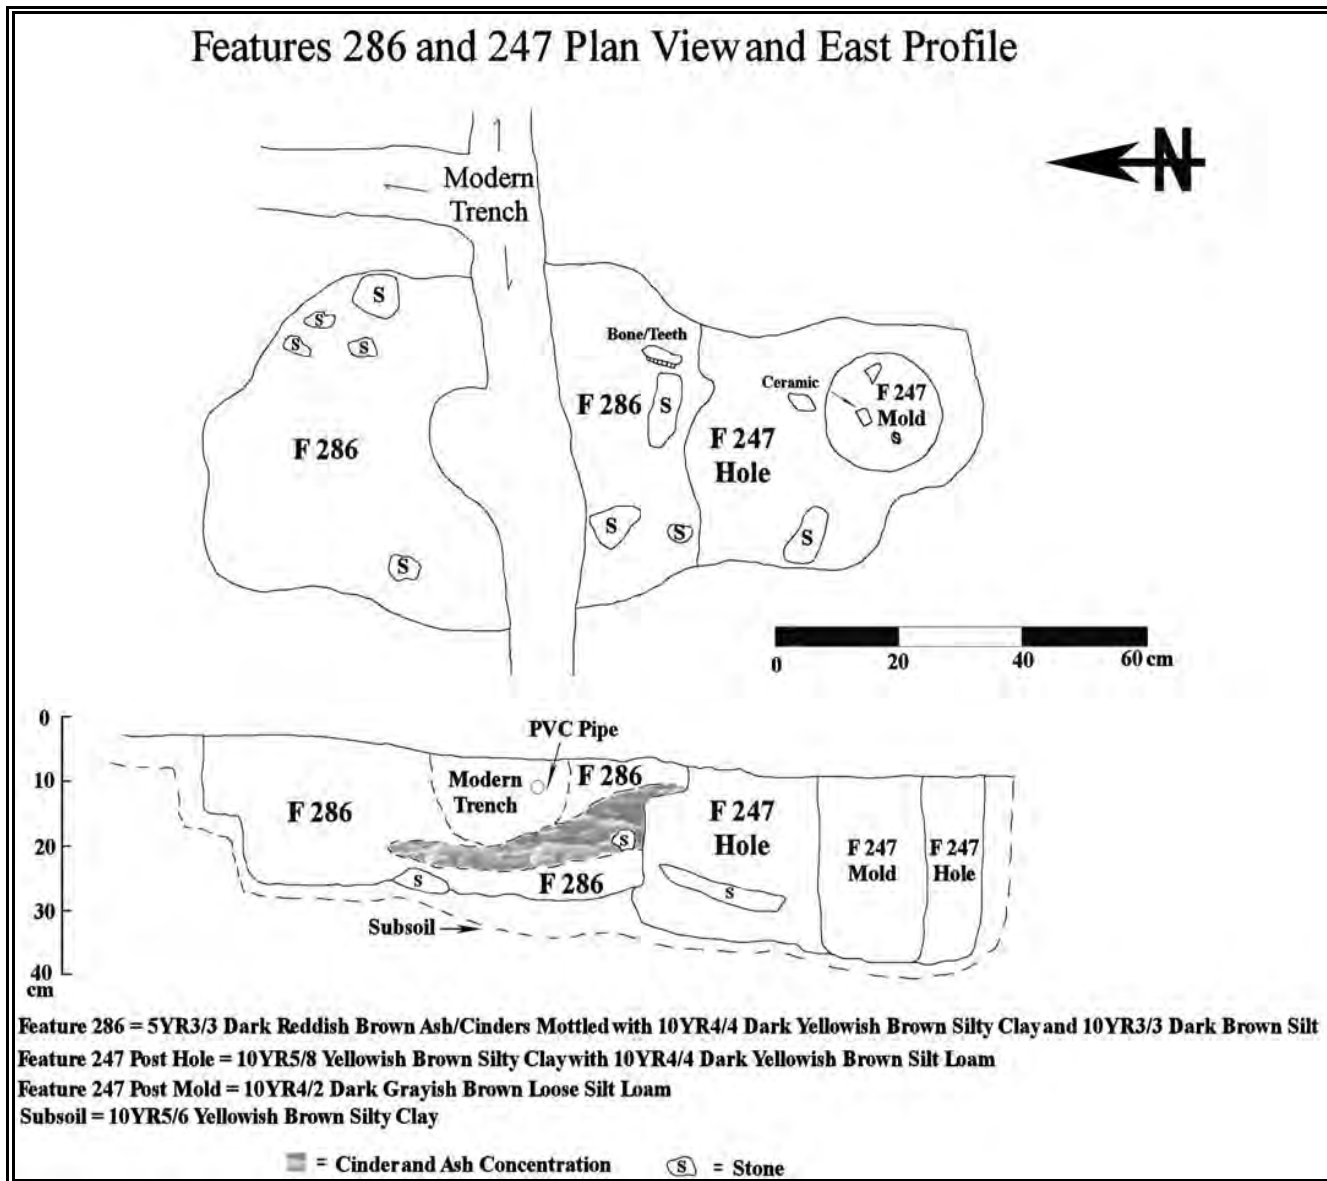 Features 286 and 247 Plan View and East Profile
N
Modern
Trench
S
S
S
S
Bone/Teeth
Ceramic
F 247
Mold
S
F 286
S
F 286
F 247
Hole
S
S
S
S
0
20
40
60 cm
0
10
20
30
40
cm
PVC Pipe
Modern
Trench
F 286
F 286
F 247
Hole
S
F 247
Mold
F 247
Hole
S
F 286
S
Subsoil
Feature 286 = 5YR3/3 Dark Reddish Brown Ash/Cinders Mottled with 10YR4/4 Dark Yellowish Brown Silty Clay and 10YR3/3 Dark Brown Silt
Feature 247 Post Hole = 10YR5/8 Yellowish Brown Silty Clay with 10YR4/4 Dark Yellowish Brown Silt Loam
Feature 247 Post Mold = 10YR4/2 Dark Grayish Brown Loose Silt Loam
Subsoil = 10YR5/6 Yellowish Brown Silty Clay
= Cinder and Ash Concentration
S = Stone